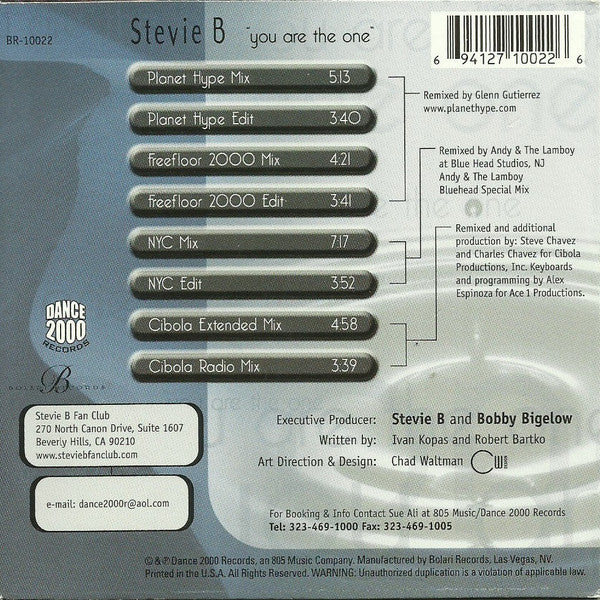 BR-10022
Stevie B "you are the one"
6 94127 10022 6
Planet Hype Mix 5:13
Planet Hype Edit 3:40
Freefloor 2000 Mix 4:21
Freefloor 2000 Edit 3:41
NYC Mix 7:17
NYC Edit 3:52
Cibola Extended Mix 4:58
Cibola Radio Mix 3:39
Remixed by Glenn Gutierrez
www.planethype.com
Remixed by Andy & The Lamboy
at Blue Head Studios, NJ
Andy & The Lamboy
Bluehead Special Mix
Remixed and additional
production by: Steve Chavez
and Charles Chavez for Cibola
Productions, Inc. Keyboards
and programming by Alex
Espinoza for Ace 1 Productions.
DANCE
2000
RECORDS
B
Stevie B Fan Club
270 North Canon Drive, Suite 1607
Beverly Hills, CA 90210
www.steviebfanclub.com
e-mail: dance2000r@aol.com
Executive Producer: Stevie B and Bobby Bigelow
Written by: Ivan Kopas and Robert Bartko
Art Direction & Design: Chad Waltman
For Booking & Info Contact Sue Ali at 805 Music/Dance 2000 Records
Tel: 323-469-1000 Fax: 323-469-1005
© & ℗ Dance 2000 Records, an 805 Music Company. Manufactured by Bolari Records, Las Vegas, NV.
Printed in the U.S.A. All Rights Reserved. WARNING: Unauthorized duplication is a violation of applicable law.